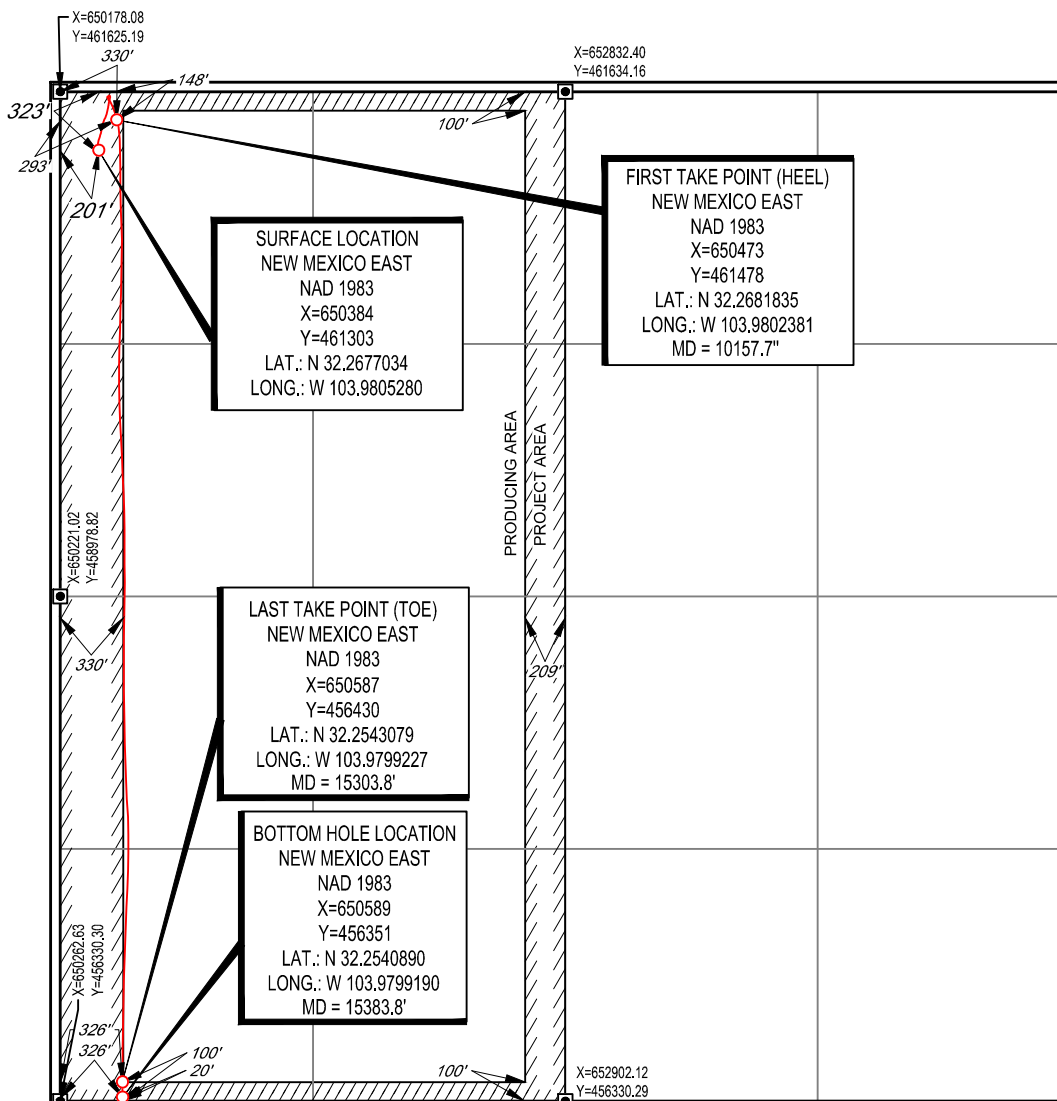 X=650178.08
Y=461625.19
330'
148'
X=652832.40
Y=461634.16
323'
100'
293'
201'
FIRST TAKE POINT (HEEL)
NEW MEXICO EAST
NAD 1983
X=650473
Y=461478
LAT.: N 32.2681835
LONG.: W 103.9802381
MD = 10157.7"
SURFACE LOCATION
NEW MEXICO EAST
NAD 1983
X=650384
Y=461303
LAT.: N 32.2677034
LONG.: W 103.9805280
PRODUCING AREA
PROJECT AREA
X=650221.02
Y=458978.82
LAST TAKE POINT (TOE)
NEW MEXICO EAST
NAD 1983
X=650587
Y=456430
LAT.: N 32.2543079
LONG.: W 103.9799227
MD = 15303.8'
330'
209'
BOTTOM HOLE LOCATION
NEW MEXICO EAST
NAD 1983
X=650589
Y=456351
LAT.: N 32.2540890
LONG.: W 103.9799190
MD = 15383.8'
X=650262.63
Y=456330.30
326'
326'
100'
20'
100'
X=652902.12
Y=456330.29